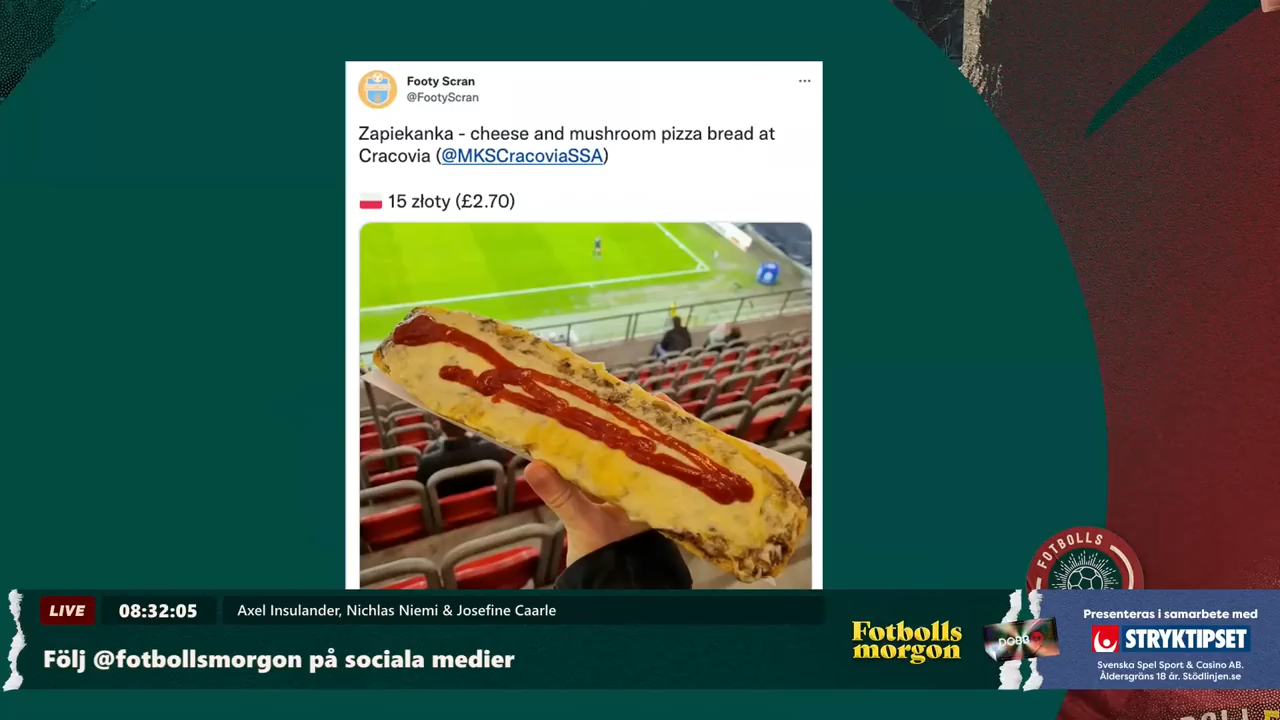 Footy Scran
@FootyScran
Zapiekanka - cheese and mushroom pizza bread at
Cracovia (@MKSCracoviaSSA)
15 złoty (£2.70)
FOTBOLLS
LIVE
08:32:05
Axel Insulander, Nichlas Niemi & Josefine Caarle
Följ @fotbollsmorgon på sociala medier
Fotbolls
morgon
Presenteras i samarbete med
STRYKTIPSET
Svenska Spel Sport & Casino AB.
Åldersgräns 18 år. Stödlinjen.se